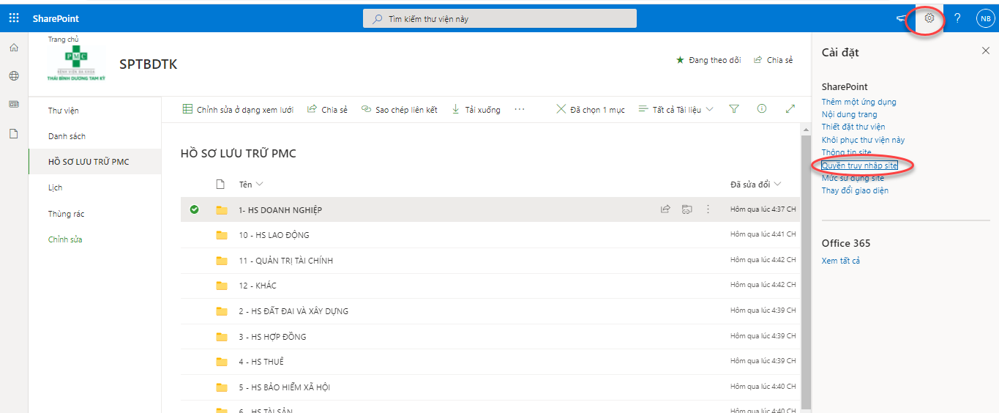 SharePoint
Tìm kiếm thư viện này
?
NB
Trang chủ
PMC
BỆNH VIỆN ĐA KHOA
THÁI BÌNH DƯƠNG TAM KỲ
SPTBDTK
Đang theo dõi
Chia sẻ
Thư viện
Danh sách
HỒ SƠ LƯU TRỮ PMC
Lịch
Thùng rác
Chỉnh sửa
Chỉnh sửa ở dạng xem lưới
Chia sẻ
Sao chép liên kết
Tải xuống
Đã chọn 1 mục
Tất cả Tài liệu
HỒ SƠ LƯU TRỮ PMC
Tên
Đã sửa đổi
1- HS DOANH NGHIỆP
Hôm qua lúc 4:37 CH
10 - HS LAO ĐỘNG
Hôm qua lúc 4:41 CH
11 - QUẢN TRỊ TÀI CHÍNH
Hôm qua lúc 4:42 CH
12 - KHÁC
Hôm qua lúc 4:42 CH
2 - HS ĐẤT ĐAI VÀ XÂY DỰNG
Hôm qua lúc 4:39 CH
3 - HS HỢP ĐỒNG
Hôm qua lúc 4:39 CH
4 - HS THUẾ
Hôm qua lúc 4:39 CH
5 - HS BẢO HIỂM XÃ HỘI
Hôm qua lúc 4:40 CH
6 - HS TÀI SẢN
Hôm qua lúc 4:40 CH
Cài đặt
SharePoint
Thêm một ứng dụng
Nội dung trang
Thiết đặt thư viện
Khôi phục thư viện này
Thông tin site
Quyền truy nhập site
Mức sử dụng site
Thay đổi giao diện
Office 365
Xem tất cả